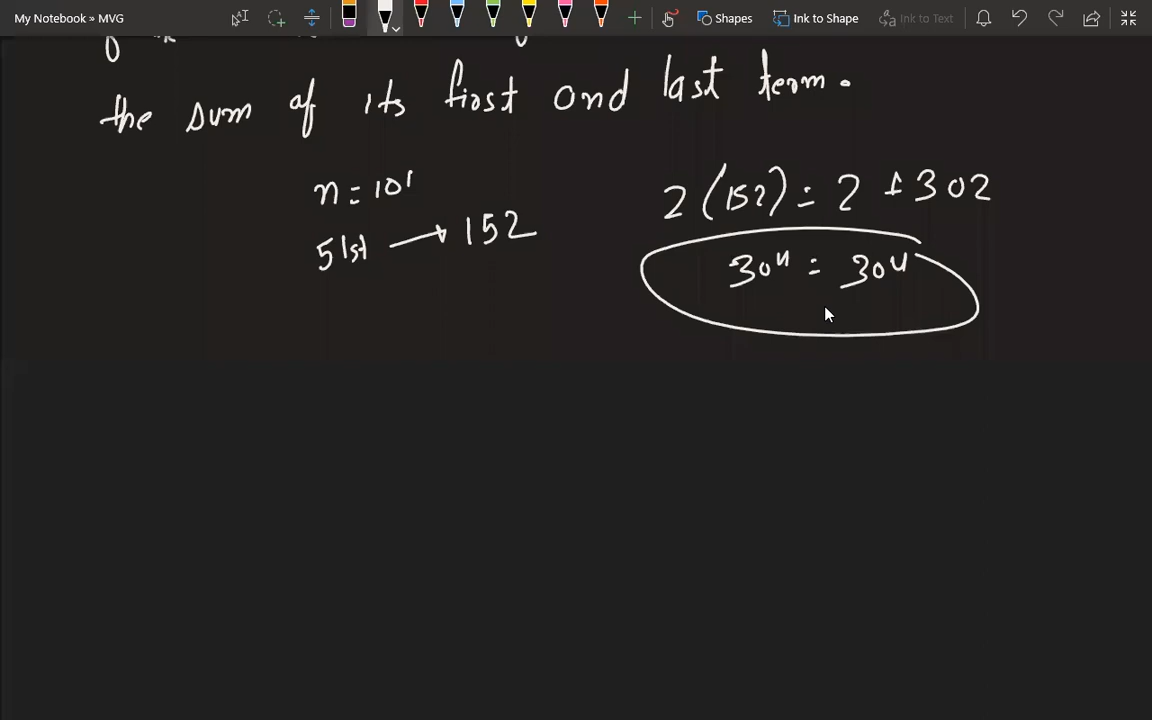 My Notebook » MVG
Shapes
Ink to Shape
Ink to Text
the sum of its first and last term.
n = 101
51st → 152
2 (152) = 2 + 302
304 = 304